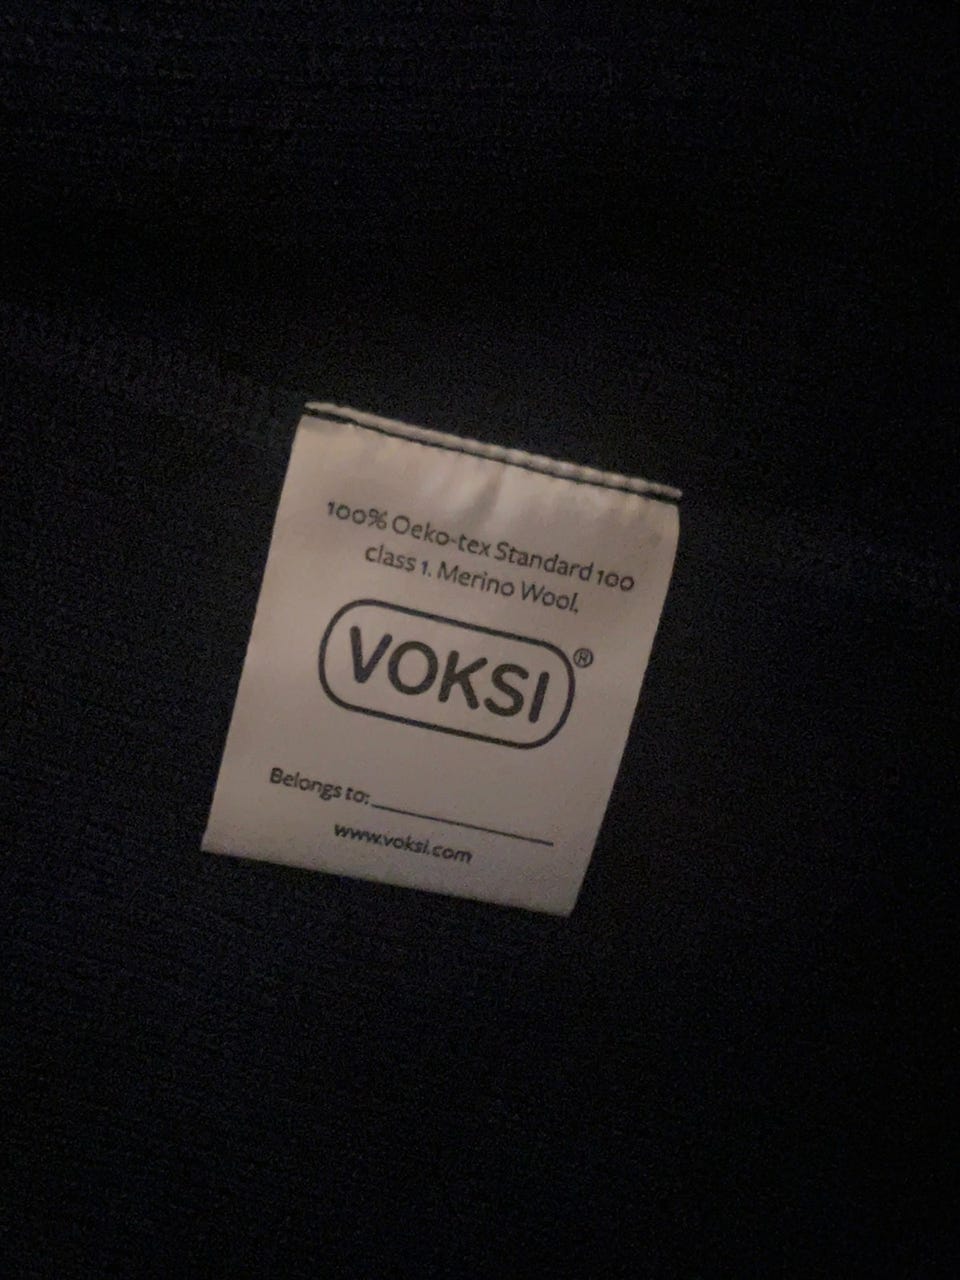 100% Oeko-tex Standard 100
class 1. Merino Wool.
VOKSI®
Belongs to:
www.voksi.com